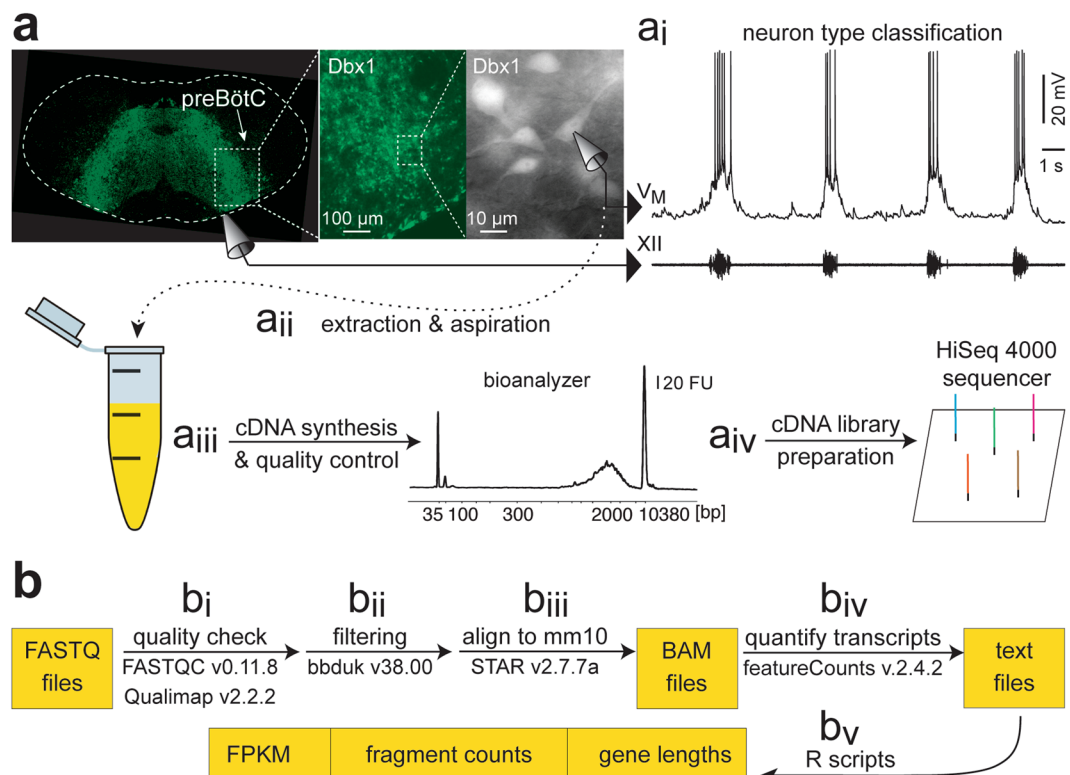 a
preBötC
Dbx1
100 µm
Dbx1
10 µm
ai
neuron type classification
20 mV
1 s
VM
XII
aii extraction & aspiration
aiii cDNA synthesis
& quality control
bioanalyzer
20 FU
35 100 300 2000 10380 [bp]
aiv cDNA library
preparation
HiSeq 4000
sequencer
b
FASTQ
files
bi
quality check
FASTQC v0.11.8
Qualimap v2.2.2
bii
filtering
bbduk v38.00
biii
align to mm10
STAR v2.7.7a
BAM
files
biv
quantify transcripts
featureCounts v.2.4.2
text
files
bv
R scripts
FPKM fragment counts gene lengths